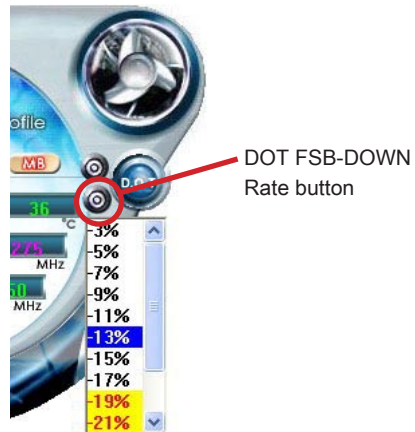 ofile
MB
D.O.T
36
°C
275
MHz
50
MHz
-3%
-5%
-7%
-9%
-11%
-13%
-15%
-17%
-19%
-21%
DOT FSB-DOWN
Rate button